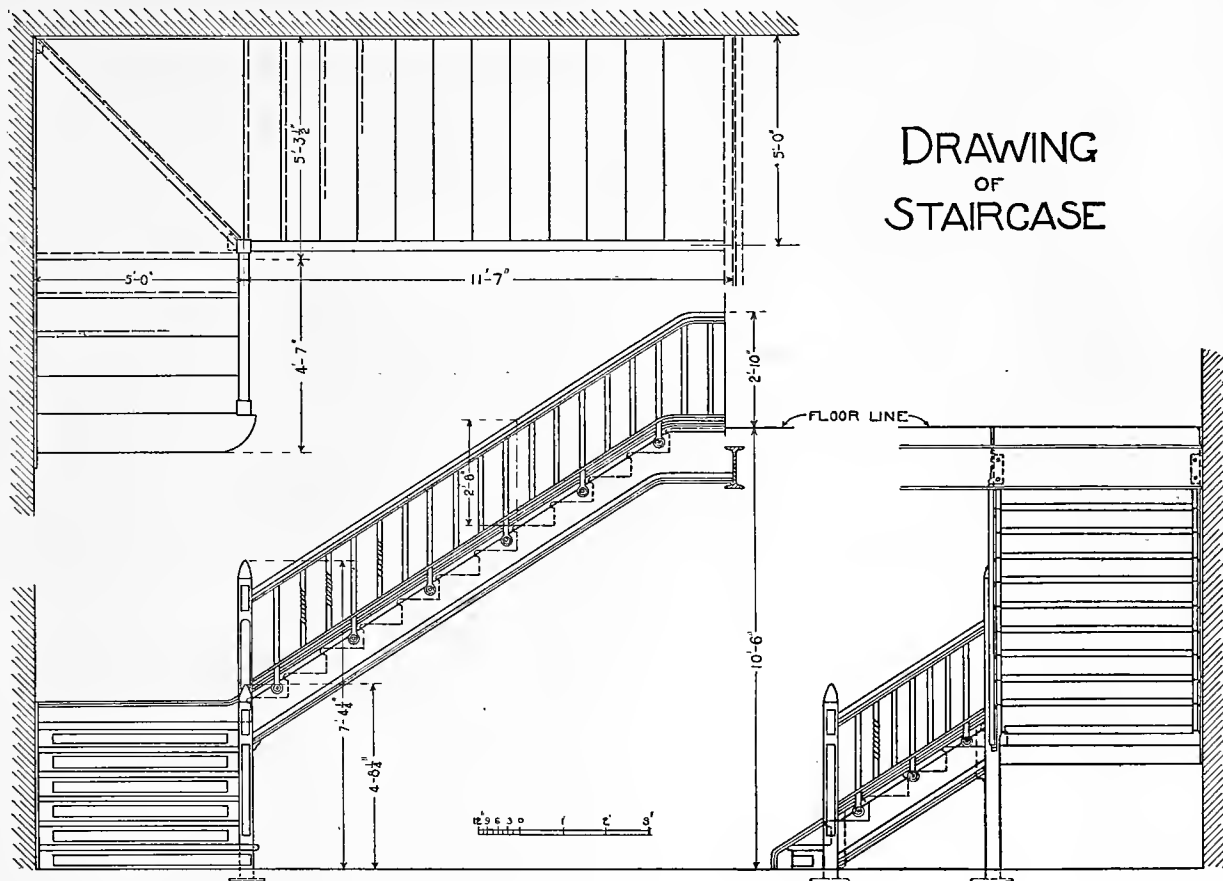 DRAWING
OF
STAIRCASE
5'-3½"
5'-0"
5'-0"
11'-7"
4'-7"
2'-10"
FLOOR LINE
2'-8"
10'-6"
7'-4¼"
4'-8¼"
12" 9 6 3 0 1' 2' 3'